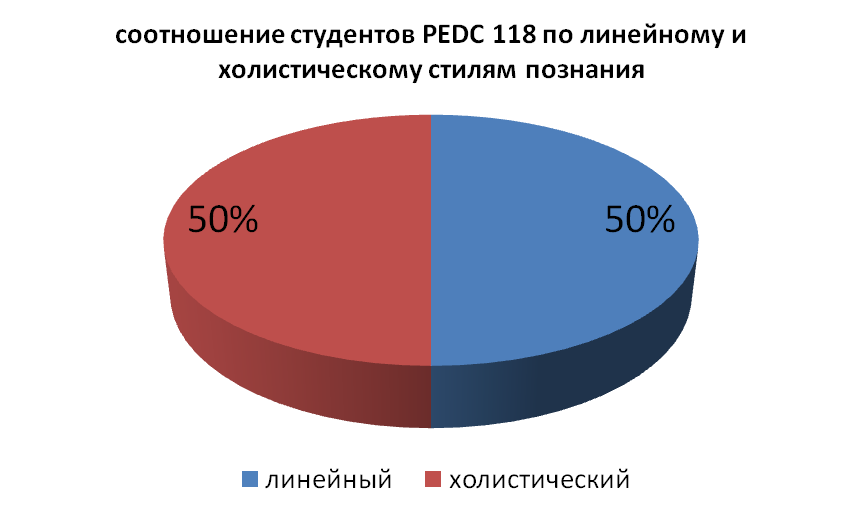 соотношение студентов PEDC 118 по линейному и
холистическому стилям познания
50% 50%
линейный холистический